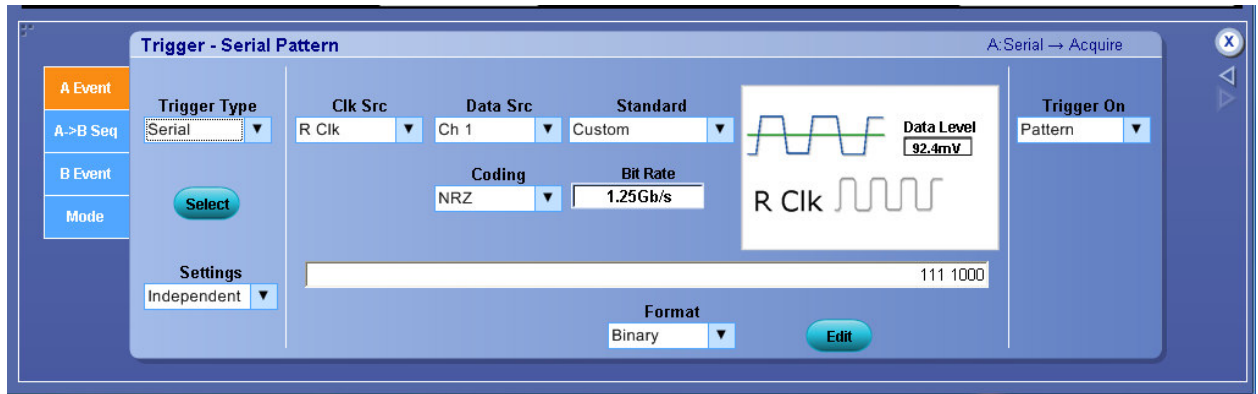 Trigger - Serial Pattern
A:Serial → Acquire
X
A Event
A->B Seq
B Event
Mode
Trigger Type
Serial
Select
Settings
Independent
Clk Src
R Clk
Data Src
Ch 1
Standard
Custom
Coding
NRZ
Bit Rate
1.25Gb/s
Data Level
92.4mV
R Clk
Trigger On
Pattern
111 1000
Format
Binary
Edit